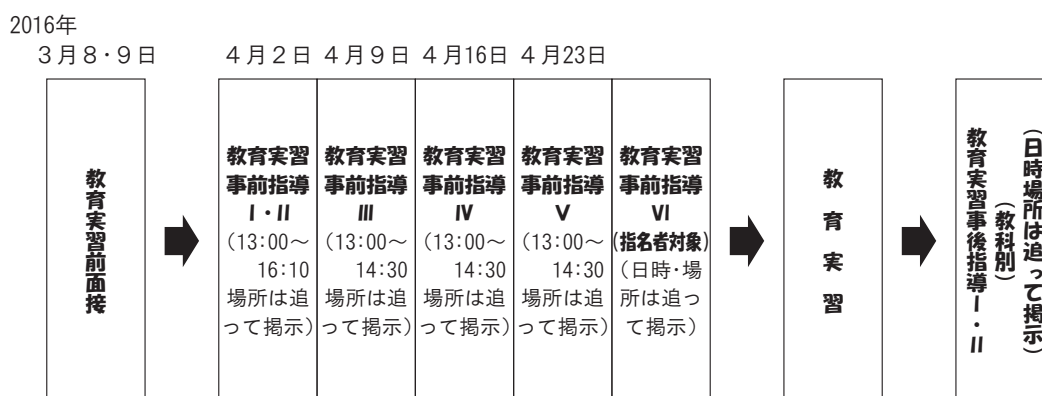 2016年
3月8・9日
4月2日
4月9日
4月16日
4月23日
教育実習前面接
教育実習
事前指導
Ⅰ・Ⅱ
(13:00~
16:10
場所は追
って掲示)
教育実習
事前指導
Ⅲ
(13:00~
14:30
場所は追
って掲示)
教育実習
事前指導
Ⅳ
(13:00~
14:30
場所は追
って掲示)
教育実習
事前指導
Ⅴ
(13:00~
14:30
場所は追
って掲示)
教育実習
事前指導
Ⅵ
(指名者対象)
(日時・場
所は追っ
て掲示)
教育実習
教育実習事後指導Ⅰ・Ⅱ
(教科別)
(日時場所は追って掲示)